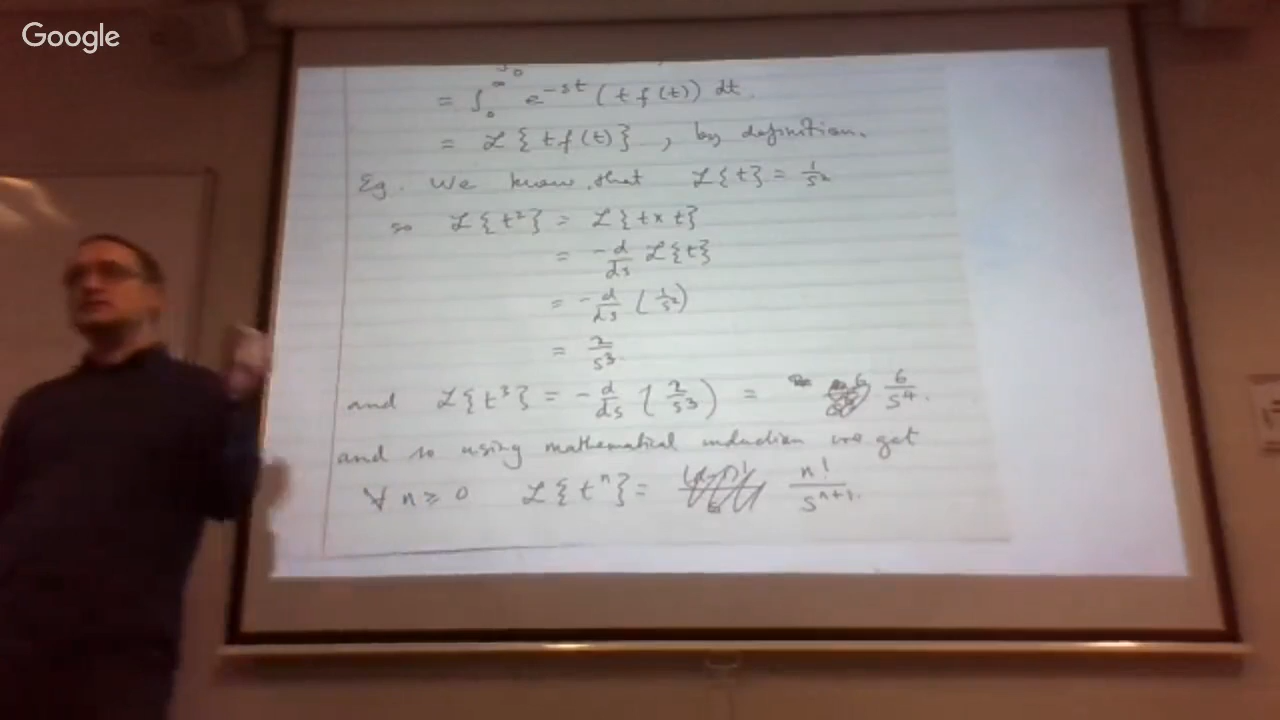 Google
= ∫₀^∞ e^{-st} (t f(t)) dt.
= ℒ{t f(t)}, by definition.
Eg. We know that ℒ{t} = 1/s²
so ℒ{t²} = ℒ{t × t}
= -d/ds ℒ{t}
= -d/ds (1/s²)
= 2/s³.
and ℒ{t³} = -d/ds (2/s³) = 6/s⁴.
and so using mathematical induction we get
∀ n ≥ 0 ℒ{tⁿ} = n!/s^{n+1}.